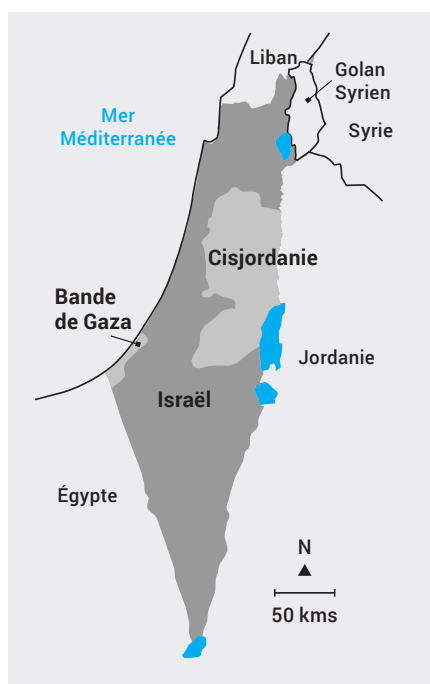 Liban
Golan
Syrien
Mer
Méditerranée
Syrie
Cisjordanie
Bande
de Gaza
Jordanie
Israël
Égypte
N
50 kms